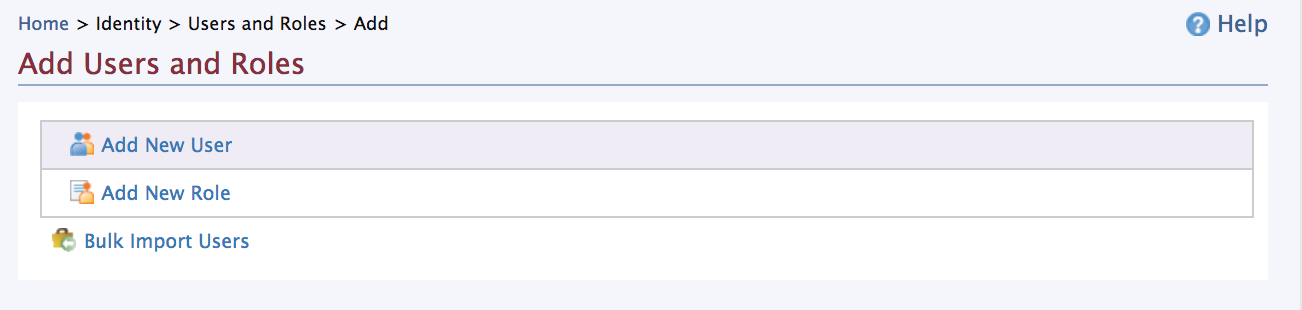 Home > Identity > Users and Roles > Add
Help
Add Users and Roles
Add New User
Add New Role
Bulk Import Users